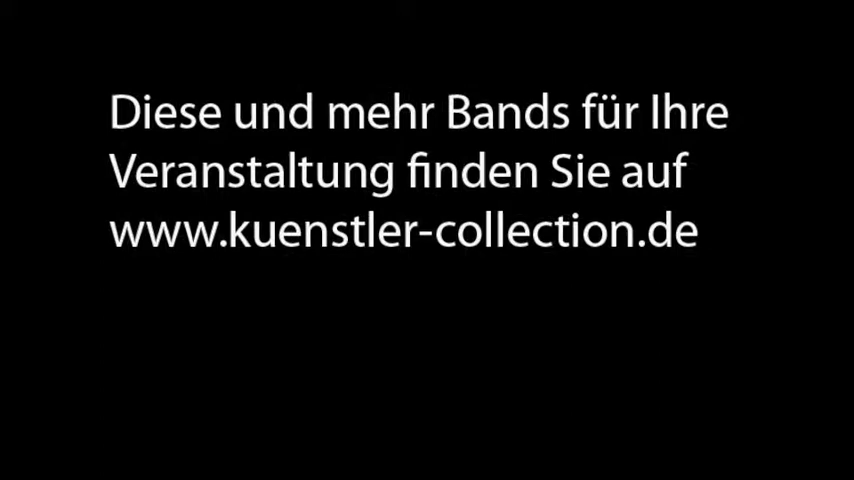 Diese und mehr Bands für Ihre
Veranstaltung finden Sie auf
www.kuenstler-collection.de